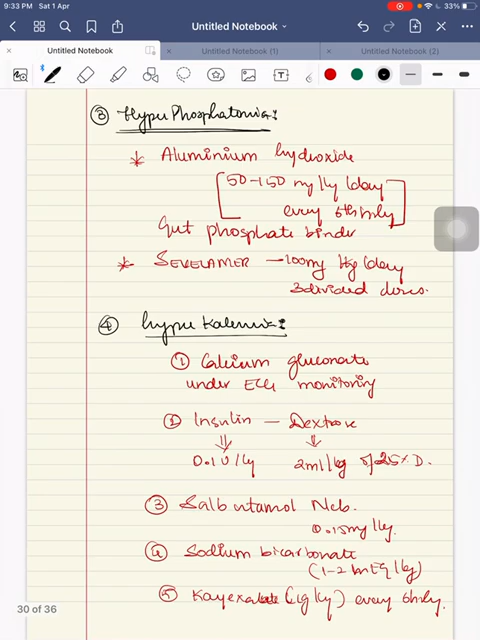 9:33 PM Sat 1 Apr 33%
Untitled Notebook
Untitled Notebook Untitled Notebook (1) Untitled Notebook (2)
③ Hyper Phosphatemia:
* Aluminium hydroxide
[50-150 mg/kg/day
every 6th hrly]
Gut phosphate binder
* SEVELAMER - 100mg/kg/day
3 divided doses.
④ hyper Kalemia:
① Calcium gluconate
under ECG monitoring
② Insulin - Dextrose
⇓ ⇓
0.1 U/kg 2ml/kg of 25% D.
③ Salbutamol Neb.
0.15mg/kg.
④ Sodium bicarbonate
(1-2 mEq/kg)
⑤ Kayexalate (1g/kg) every 6hrly.
30 of 36